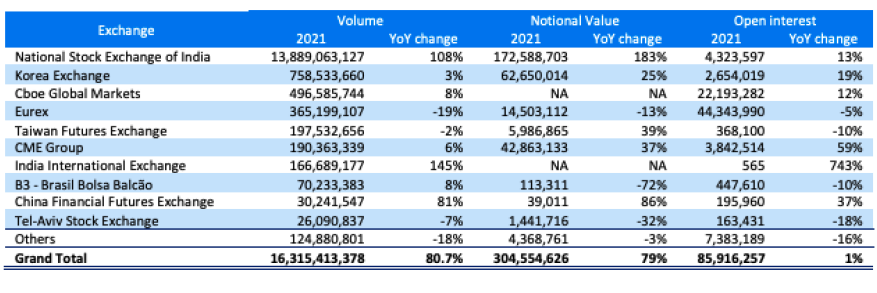 Exchange Volume Notional Value Open interest
2021 YoY change 2021 YoY change 2021 YoY change
National Stock Exchange of India 13,889,063,127 108% 172,588,703 183% 4,323,597 13%
Korea Exchange 758,533,660 3% 62,650,014 25% 2,654,019 19%
Cboe Global Markets 496,585,744 8% NA NA 22,193,282 12%
Eurex 365,199,107 -19% 14,503,112 -13% 44,343,990 -5%
Taiwan Futures Exchange 197,532,656 -2% 5,986,865 39% 368,100 -10%
CME Group 190,363,339 6% 42,863,133 37% 3,842,514 59%
India International Exchange 166,689,177 145% NA NA 565 743%
B3 - Brasil Bolsa Balcão 70,233,383 8% 113,311 -72% 447,610 -10%
China Financial Futures Exchange 30,241,547 81% 39,011 86% 195,960 37%
Tel-Aviv Stock Exchange 26,090,837 -7% 1,441,716 -32% 163,431 -18%
Others 124,880,801 -18% 4,368,761 -3% 7,383,189 -16%
Grand Total 16,315,413,378 80.7% 304,554,626 79% 85,916,257 1%